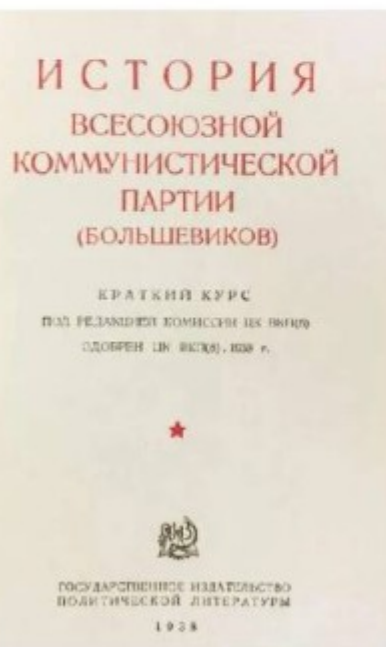 ИСТОРИЯ
ВСЕСОЮЗНОЙ
КОММУНИСТИЧЕСКОЙ
ПАРТИИ
(БОЛЬШЕВИКОВ)
КРАТКИЙ КУРС
ПОД РЕДАКЦИЕЙ КОМИССИИ ЦК ВКП(б)
ОДОБРЕН ЦК ВКП(б). 1938 г.
ГОСУДАРСТВЕННОЕ ИЗДАТЕЛЬСТВО
ПОЛИТИЧЕСКОЙ ЛИТЕРАТУРЫ
1938